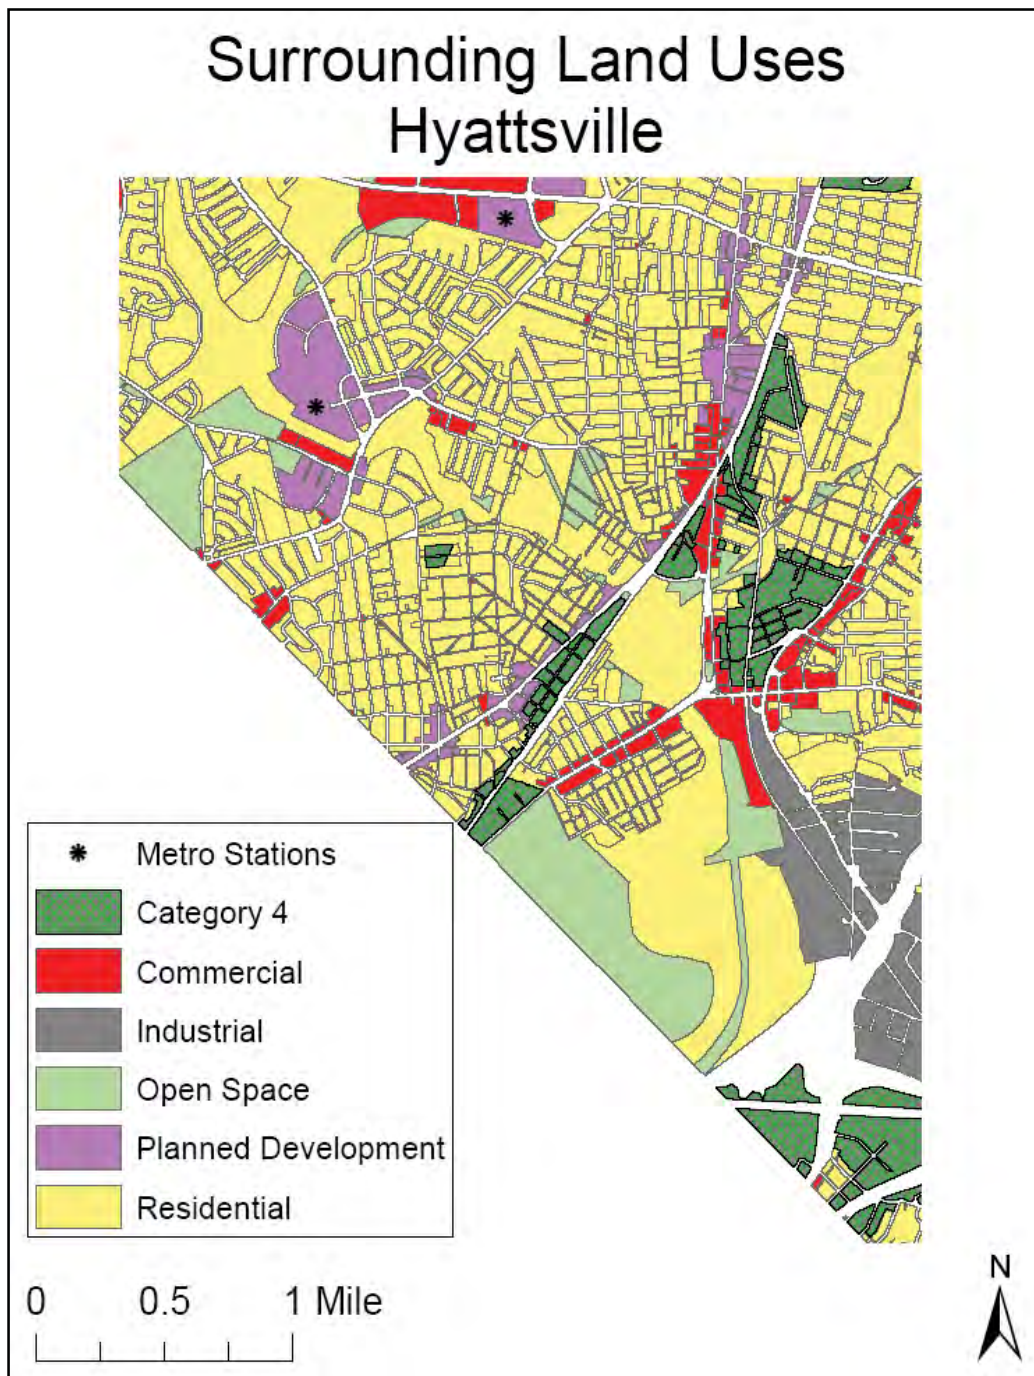 Surrounding Land Uses
Hyattsville
Metro Stations
Category 4
Commercial
Industrial
Open Space
Planned Development
Residential
0 0.5 1 Mile
N